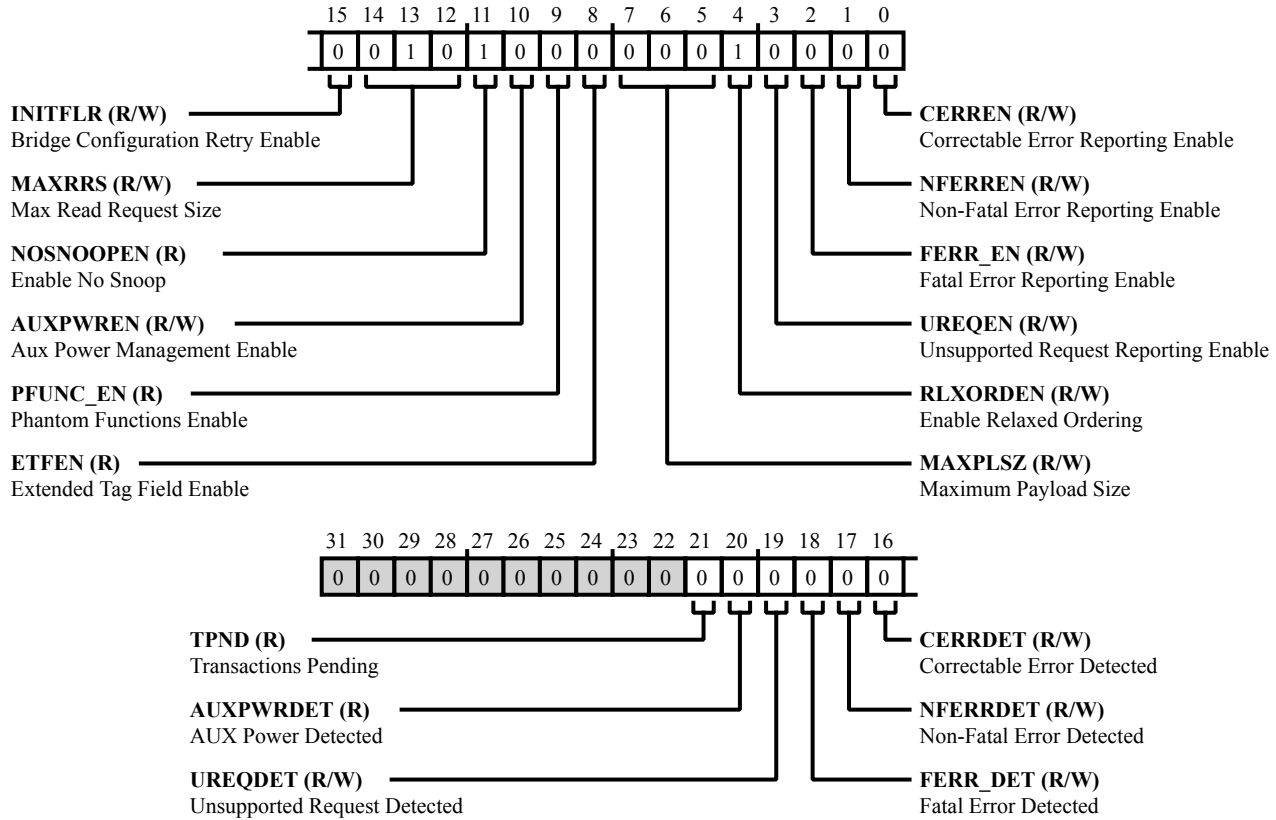 15 14 13 12 11 10 9 8 7 6 5 4 3 2 1 0
0 0 1 0 1 0 0 0 0 0 0 1 0 0 0 0
INITFLR (R/W)
Bridge Configuration Retry Enable
MAXRRS (R/W)
Max Read Request Size
NOSNOOPEN (R)
Enable No Snoop
AUXPWREN (R/W)
Aux Power Management Enable
PFUNC_EN (R)
Phantom Functions Enable
ETFEN (R)
Extended Tag Field Enable
CERREN (R/W)
Correctable Error Reporting Enable
NFERREN (R/W)
Non-Fatal Error Reporting Enable
FERR_EN (R/W)
Fatal Error Reporting Enable
UREQEN (R/W)
Unsupported Request Reporting Enable
RLXORDEN (R/W)
Enable Relaxed Ordering
MAXPLSZ (R/W)
Maximum Payload Size
31 30 29 28 27 26 25 24 23 22 21 20 19 18 17 16
0 0 0 0 0 0 0 0 0 0 0 0 0 0 0 0
TPND (R)
Transactions Pending
AUXPWRDET (R)
AUX Power Detected
UREQDET (R/W)
Unsupported Request Detected
CERRDET (R/W)
Correctable Error Detected
NFERRDET (R/W)
Non-Fatal Error Detected
FERR_DET (R/W)
Fatal Error Detected